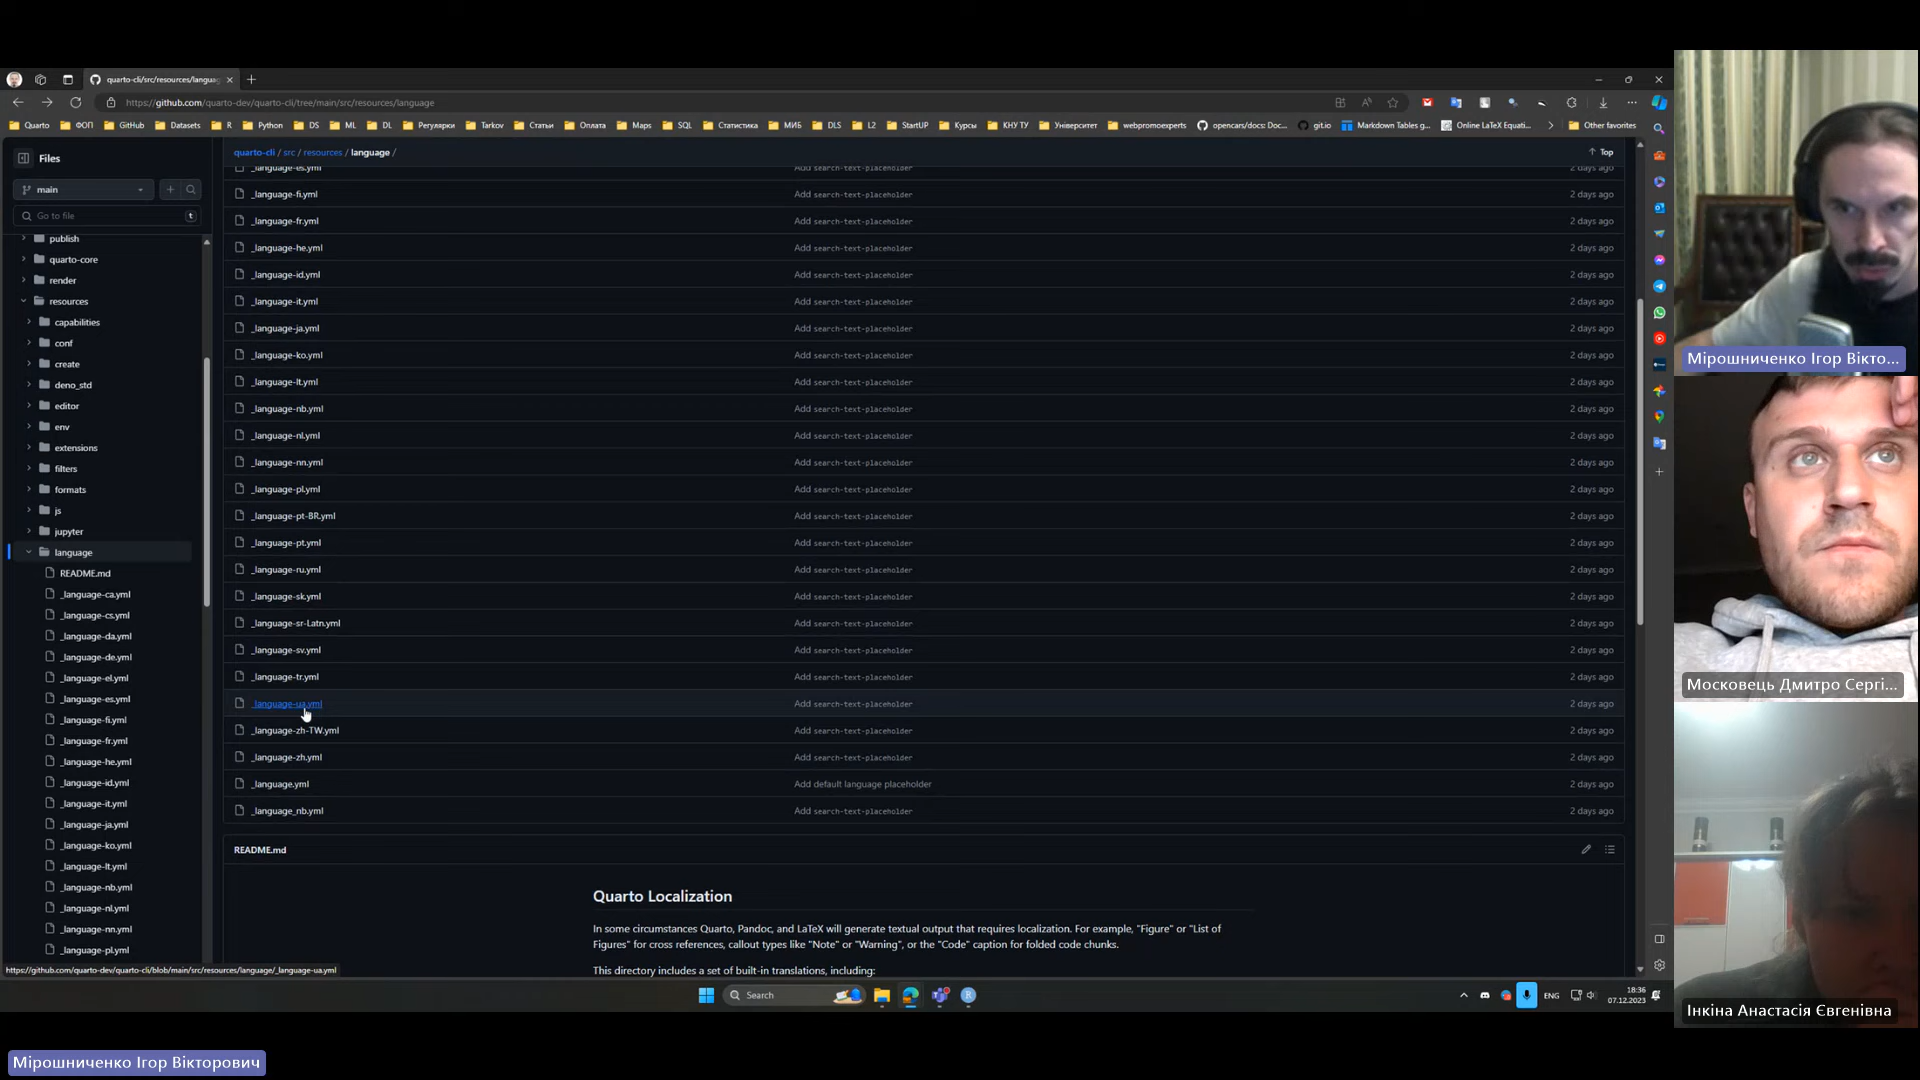 quarto-cli/src/resources/langua
https://github.com/quarto-dev/quarto-cli/tree/main/src/resources/language
Quarto
ФОП
GitHub
Datasets
R
Python
DS
ML
DL
Регулярки
Tarkov
Статьи
Оплата
Maps
SQL
Статистика
МИБ
DLS
L2
StartUP
Курсы
КНУ ТУ
Університет
webpromoexperts
opencars/docs: Doc...
git.io
Markdown Tables g...
Online LaTeX Equati...
Other favorites
Files
main
Go to file
t
publish
quarto-core
render
resources
capabilities
conf
create
deno_std
editor
env
extensions
filters
formats
js
jupyter
language
README.md
_language-ca.yml
_language-cs.yml
_language-da.yml
_language-de.yml
_language-el.yml
_language-es.yml
_language-fi.yml
_language-fr.yml
_language-he.yml
_language-id.yml
_language-it.yml
_language-ja.yml
_language-ko.yml
_language-lt.yml
_language-nb.yml
_language-nl.yml
_language-nn.yml
_language-pl.yml
quarto-cli / src / resources / language /
Top
_language-es.yml Add search-text-placeholder 2 days ago
_language-fi.yml Add search-text-placeholder 2 days ago
_language-fr.yml Add search-text-placeholder 2 days ago
_language-he.yml Add search-text-placeholder 2 days ago
_language-id.yml Add search-text-placeholder 2 days ago
_language-it.yml Add search-text-placeholder 2 days ago
_language-ja.yml Add search-text-placeholder 2 days ago
_language-ko.yml Add search-text-placeholder 2 days ago
_language-lt.yml Add search-text-placeholder 2 days ago
_language-nb.yml Add search-text-placeholder 2 days ago
_language-nl.yml Add search-text-placeholder 2 days ago
_language-nn.yml Add search-text-placeholder 2 days ago
_language-pl.yml Add search-text-placeholder 2 days ago
_language-pt-BR.yml Add search-text-placeholder 2 days ago
_language-pt.yml Add search-text-placeholder 2 days ago
_language-ru.yml Add search-text-placeholder 2 days ago
_language-sk.yml Add search-text-placeholder 2 days ago
_language-sr-Latn.yml Add search-text-placeholder 2 days ago
_language-sv.yml Add search-text-placeholder 2 days ago
_language-tr.yml Add search-text-placeholder 2 days ago
_language-ua.yml Add search-text-placeholder 2 days ago
_language-zh-TW.yml Add search-text-placeholder 2 days ago
_language-zh.yml Add search-text-placeholder 2 days ago
_language.yml Add default language placeholder 2 days ago
_language_nb.yml Add search-text-placeholder 2 days ago
README.md
Quarto Localization
In some circumstances Quarto, Pandoc, and LaTeX will generate textual output that requires localization. For example, "Figure" or "List of
Figures" for cross references, callout types like "Note" or "Warning", or the "Code" caption for folded code chunks.
This directory includes a set of built-in translations, including:
https://github.com/quarto-dev/quarto-cli/blob/main/src/resources/language/_language-ua.yml
Search
ENG
18:36
07.12.2023
Мірошниченко Ігор Вікто...
Московець Дмитро Сергі...
Інкіна Анастасія Євгенівна
Мірошниченко Ігор Вікторович